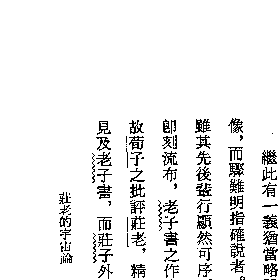 繼此有一義猶當略
像，而驟難明指確說者。
雖其先後發行顯然可序
卽刻流布，老子書之作
故荀子之批評莊老，精
見及老子書，而莊子外
莊老的宇宙論